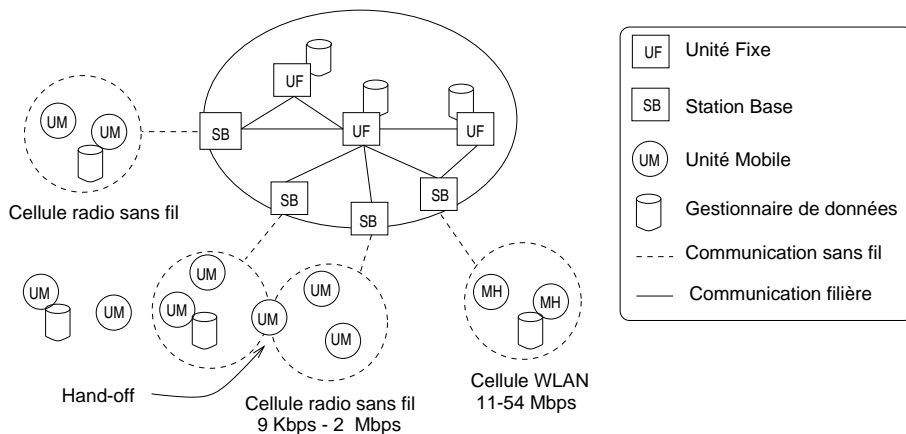 UF
UF
UF
SB
SB
SB
SB
UM
UM
Cellule radio sans fil
UM
UM
UM
UM
UM
UM
UM
MH
MH
Hand-off
Cellule radio sans fil
9 Kbps - 2 Mbps
Cellule WLAN
11-54 Mbps
UF Unité Fixe
SB Station Base
UM Unité Mobile
Gestionnaire de données
Communication sans fil
Communication filière